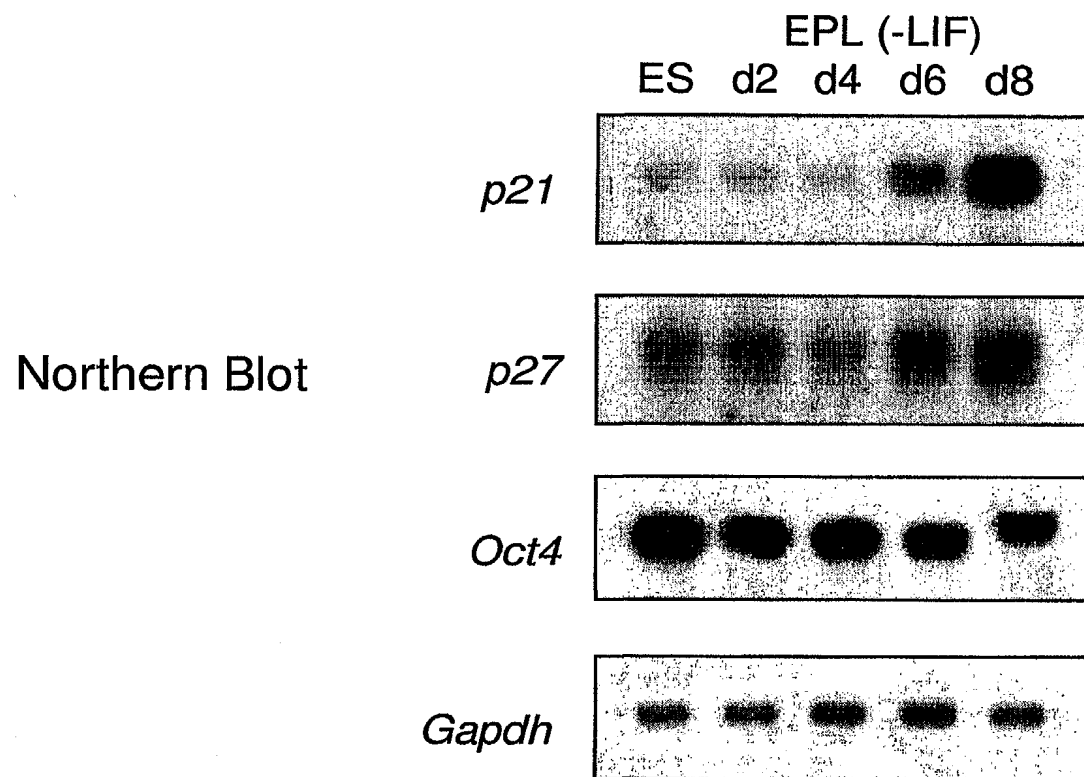 EPL (-LIF)
ES d2 d4 d6 d8
p21
Northern Blot
p27
Oct4
Gapdh